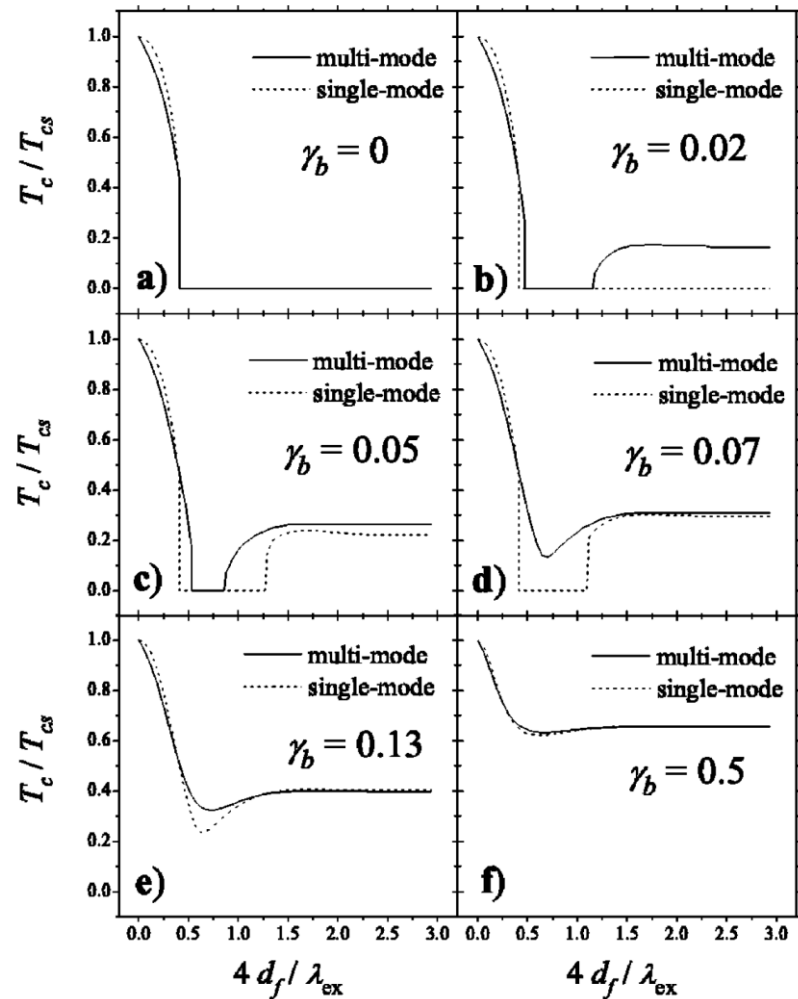 1.0
0.8
0.6
0.4
0.2
0.0
T_c / T_cs
multi-mode
single-mode
γ_b = 0
a)
multi-mode
single-mode
γ_b = 0.02
b)
1.0
0.8
0.6
0.4
0.2
0.0
T_c / T_cs
multi-mode
single-mode
γ_b = 0.05
c)
multi-mode
single-mode
γ_b = 0.07
d)
1.0
0.8
0.6
0.4
0.2
0.0
T_c / T_cs
multi-mode
single-mode
γ_b = 0.13
e)
multi-mode
single-mode
γ_b = 0.5
f)
0.0 0.5 1.0 1.5 2.0 2.5 3.0
0.0 0.5 1.0 1.5 2.0 2.5 3.0
4 d_f / λ_ex
4 d_f / λ_ex